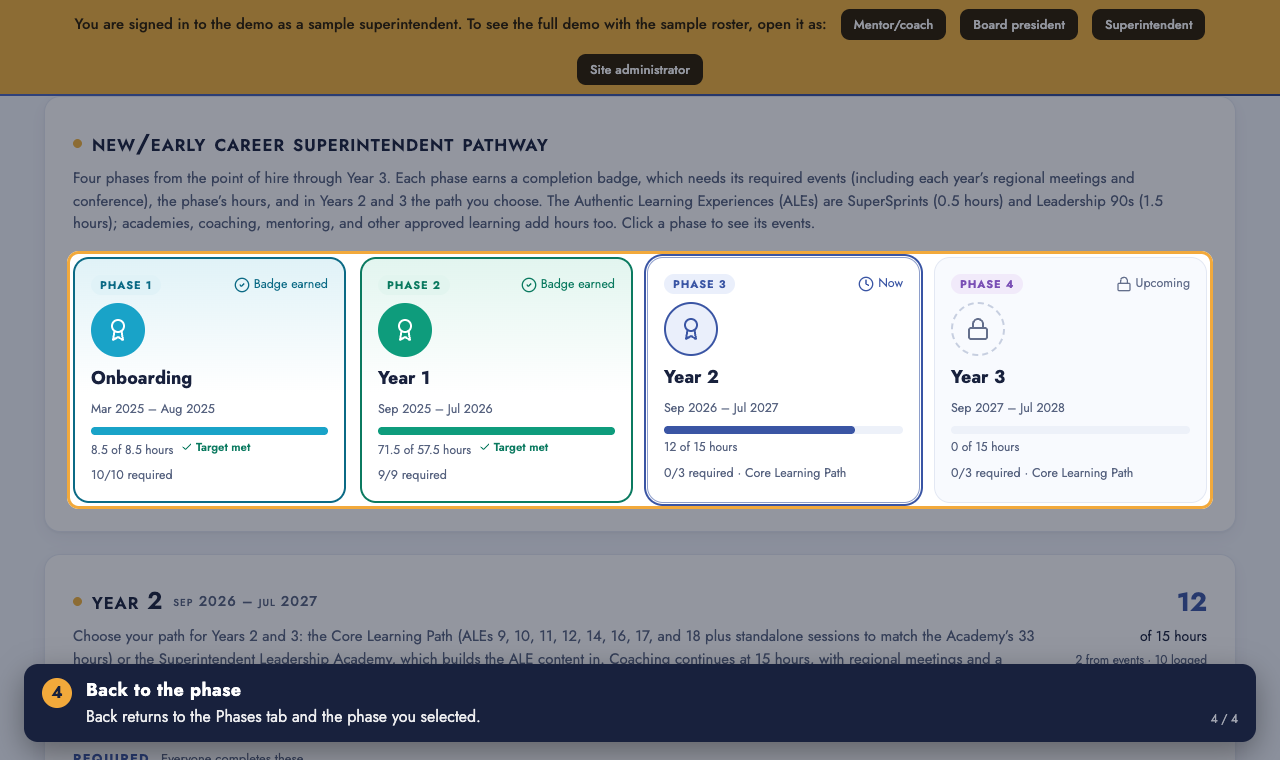 You are signed in to the demo as a sample superintendent. To see the full demo with the sample roster, open it as: Mentor/coach Board president Superintendent
Site administrator
NEW/EARLY CAREER SUPERINTENDENT PATHWAY
Four phases from the point of hire through Year 3. Each phase earns a completion badge, which needs its required events (including each year's regional meetings and
conference), the phase's hours, and in Years 2 and 3 the path you choose. The Authentic Learning Experiences (ALEs) are SuperSprints (0.5 hours) and Leadership 90s (1.5
hours); academies, coaching, mentoring, and other approved learning add hours too. Click a phase to see its events.
PHASE 1 Badge earned
Onboarding
Mar 2025 – Aug 2025
8.5 of 8.5 hours Target met
10/10 required
PHASE 2 Badge earned
Year 1
Sep 2025 – Jul 2026
71.5 of 57.5 hours Target met
9/9 required
PHASE 3 Now
Year 2
Sep 2026 – Jul 2027
12 of 15 hours
0/3 required · Core Learning Path
PHASE 4 Upcoming
Year 3
Sep 2027 – Jul 2028
0 of 15 hours
0/3 required · Core Learning Path
YEAR 2 SEP 2026 – JUL 2027
12
of 15 hours
2 from events · 10 logged
Choose your path for Years 2 and 3: the Core Learning Path (ALEs 9, 10, 11, 12, 14, 16, 17, and 18 plus standalone sessions to match the Academy's 33
hours) or the Superintendent Leadership Academy, which builds the ALE content in. Coaching continues at 15 hours, with regional meetings and a
4 Back to the phase
Back returns to the Phases tab and the phase you selected.
4 / 4
REQUIRED Everyone completes these